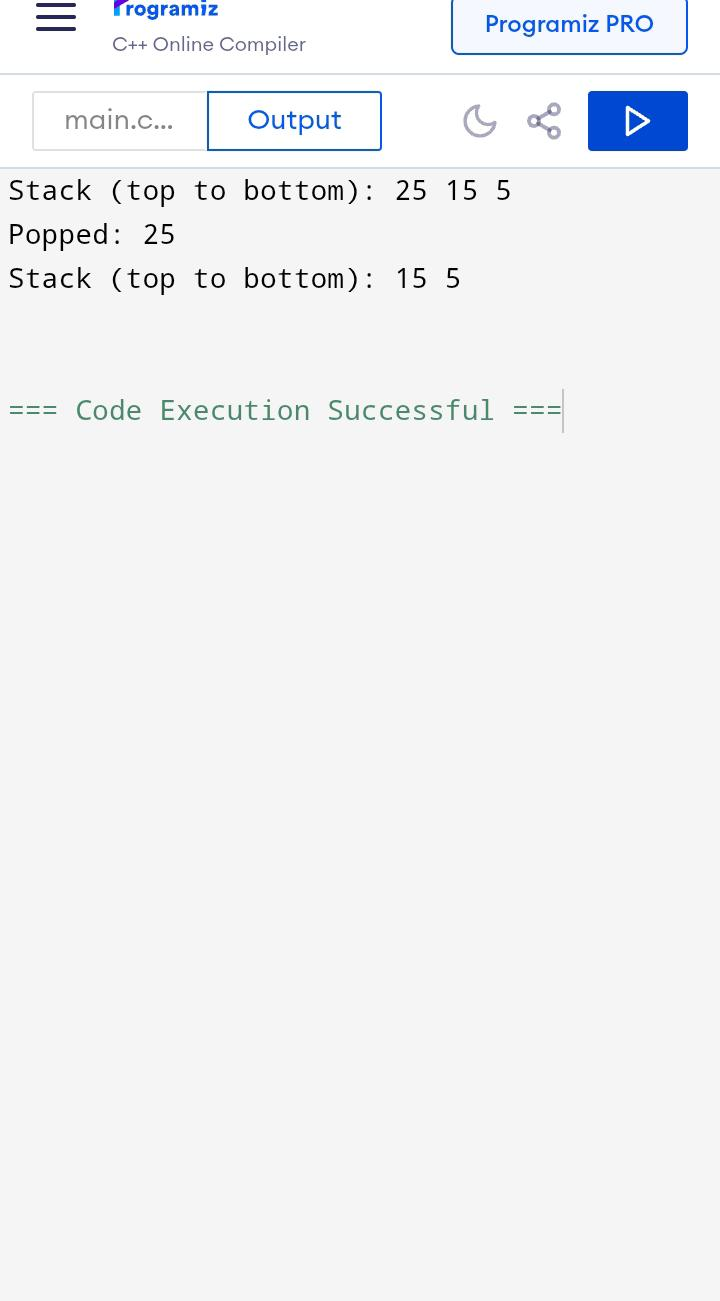 Programiz
C++ Online Compiler
Programiz PRO
main.c...
Output
Stack (top to bottom): 25 15 5
Popped: 25
Stack (top to bottom): 15 5
=== Code Execution Successful ===